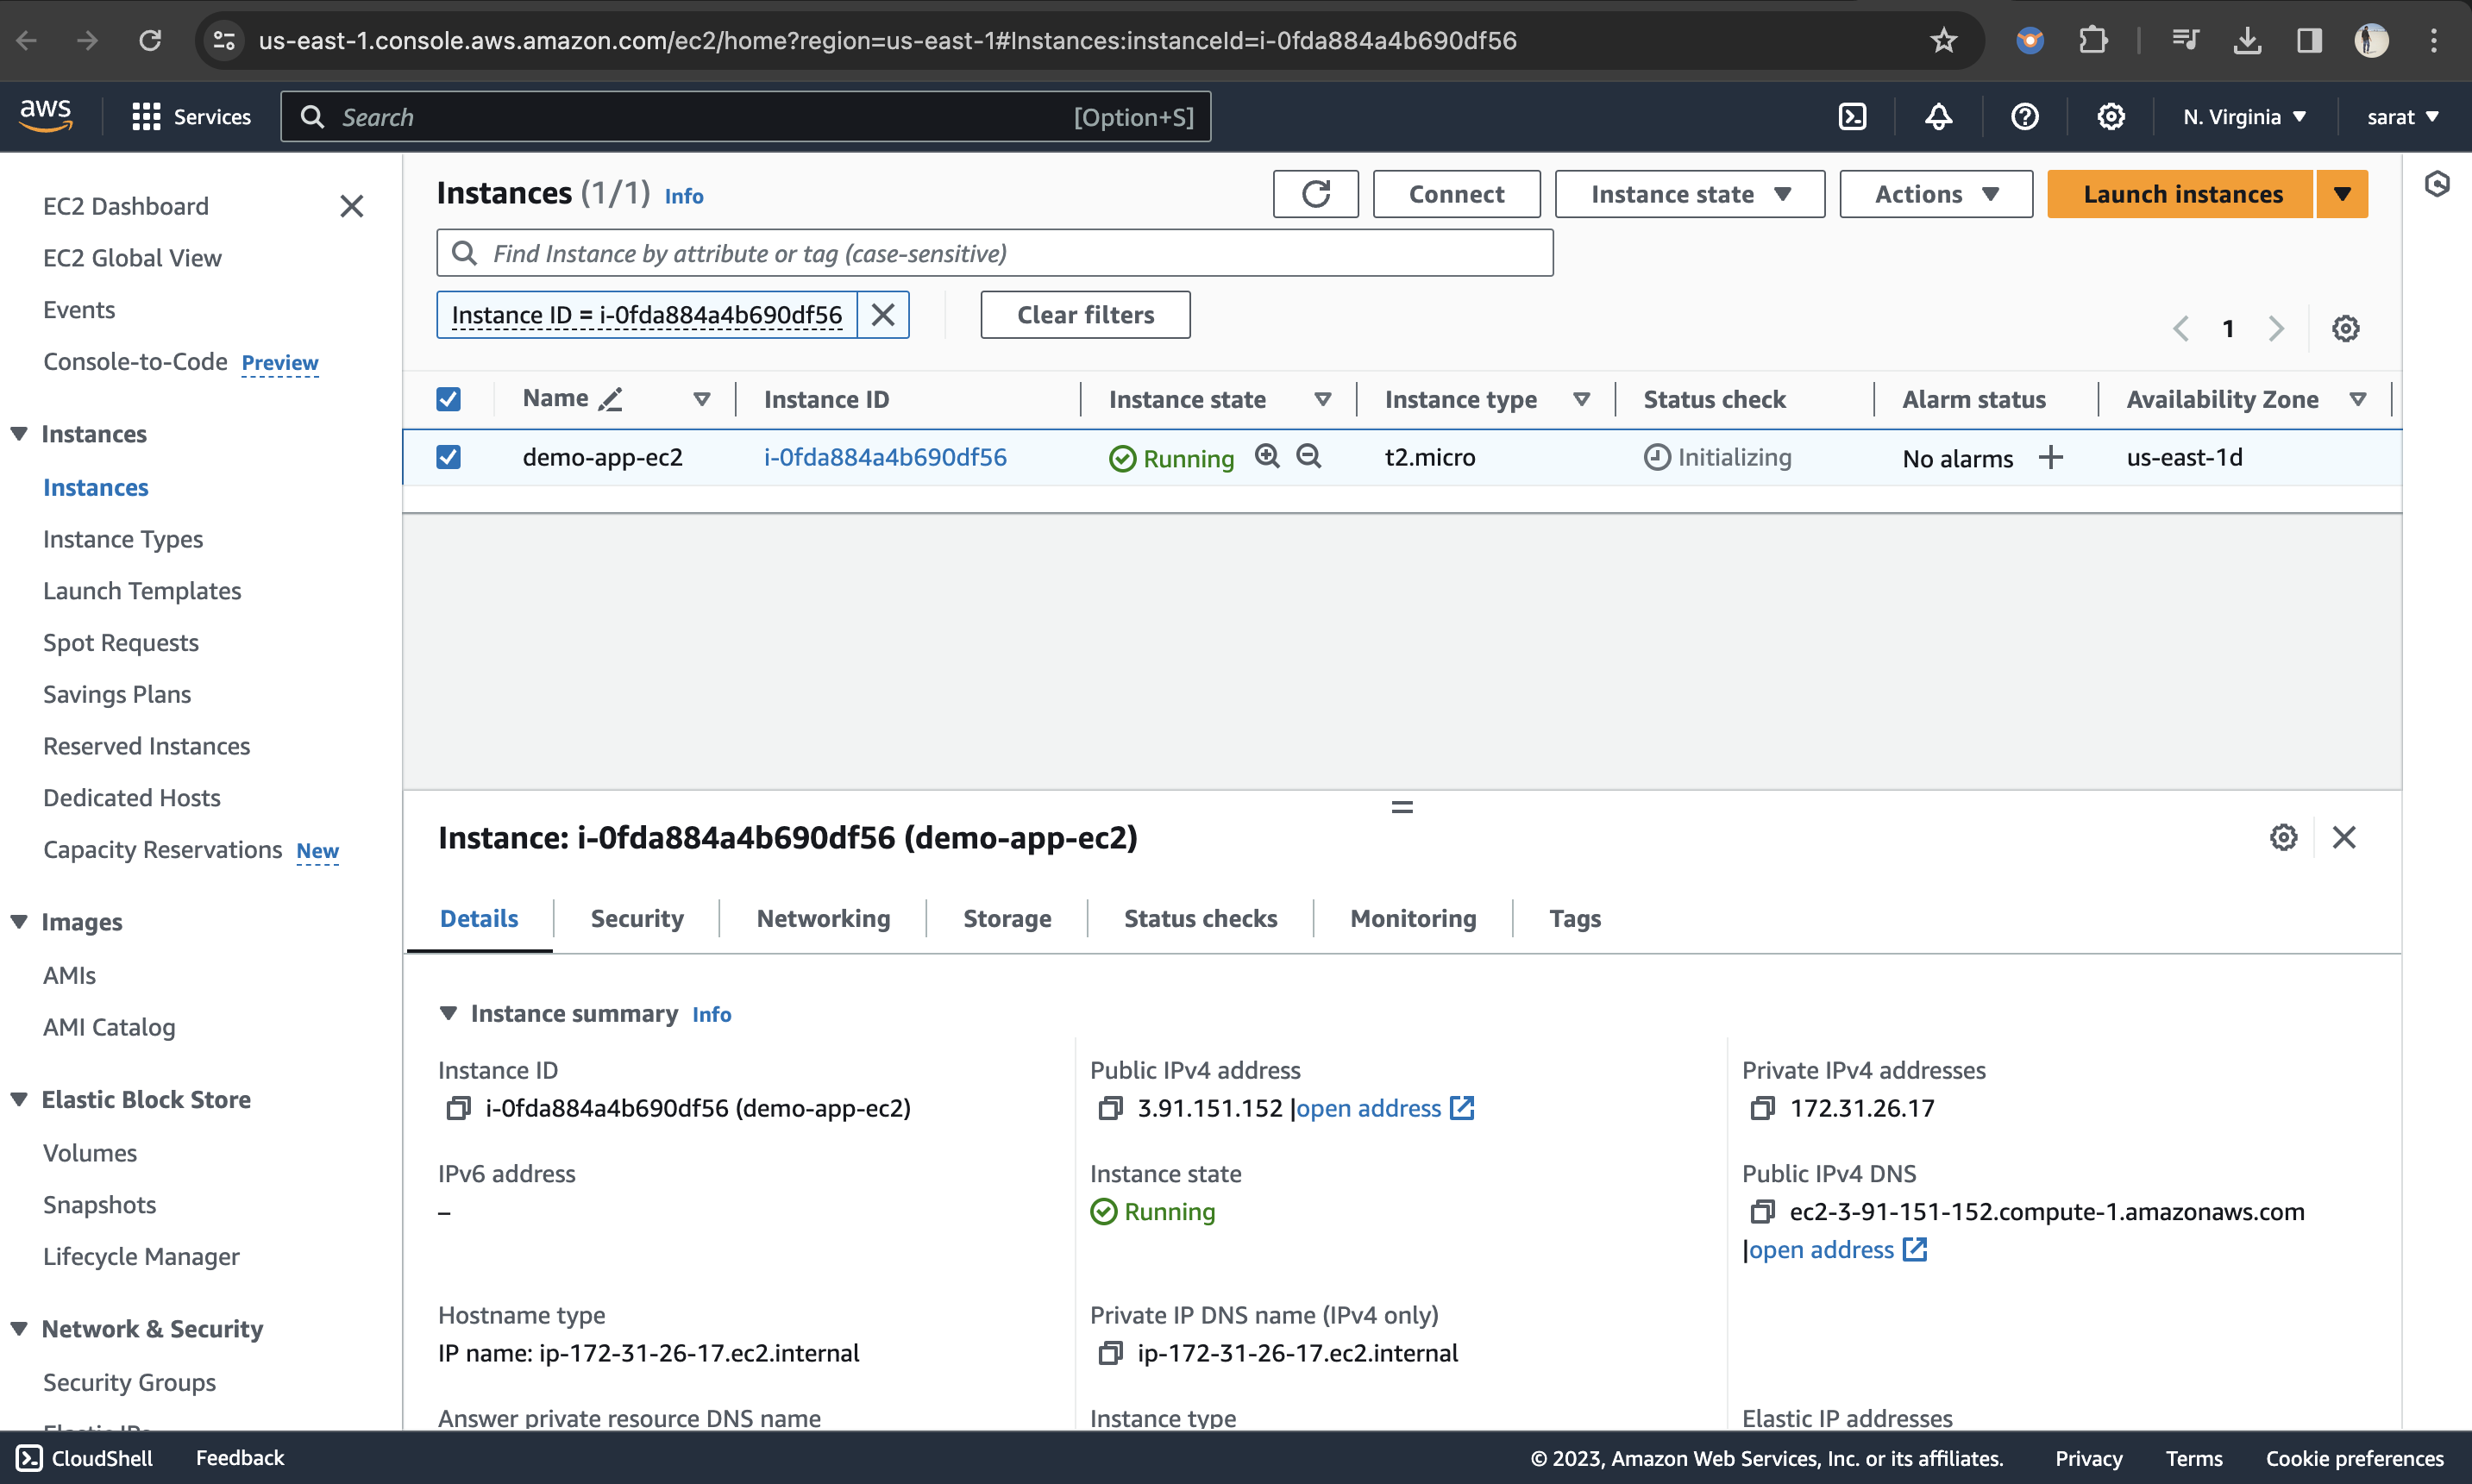 us-east-1.console.aws.amazon.com/ec2/home?region=us-east-1#Instances:instanceId=i-0fda884a4b690df56
aws
Services
Search
[Option+S]
N. Virginia
sarat
EC2 Dashboard
EC2 Global View
Events
Console-to-Code Preview
Instances
Instances
Instance Types
Launch Templates
Spot Requests
Savings Plans
Reserved Instances
Dedicated Hosts
Capacity Reservations New
Images
AMIs
AMI Catalog
Elastic Block Store
Volumes
Snapshots
Lifecycle Manager
Network & Security
Security Groups
Elastic IPs
Instances (1/1) Info
Connect
Instance state
Actions
Launch instances
Find Instance by attribute or tag (case-sensitive)
Instance ID = i-0fda884a4b690df56
Clear filters
1
Name Instance ID Instance state Instance type Status check Alarm status Availability Zone
demo-app-ec2 i-0fda884a4b690df56 Running t2.micro Initializing No alarms + us-east-1d
Instance: i-0fda884a4b690df56 (demo-app-ec2)
Details Security Networking Storage Status checks Monitoring Tags
Instance summary Info
Instance ID
i-0fda884a4b690df56 (demo-app-ec2)
Public IPv4 address
3.91.151.152 |open address
Private IPv4 addresses
172.31.26.17
IPv6 address
–
Instance state
Running
Public IPv4 DNS
ec2-3-91-151-152.compute-1.amazonaws.com
|open address
Hostname type
IP name: ip-172-31-26-17.ec2.internal
Private IP DNS name (IPv4 only)
ip-172-31-26-17.ec2.internal
Answer private resource DNS name
Instance type
Elastic IP addresses
CloudShell
Feedback
© 2023, Amazon Web Services, Inc. or its affiliates.
Privacy
Terms
Cookie preferences